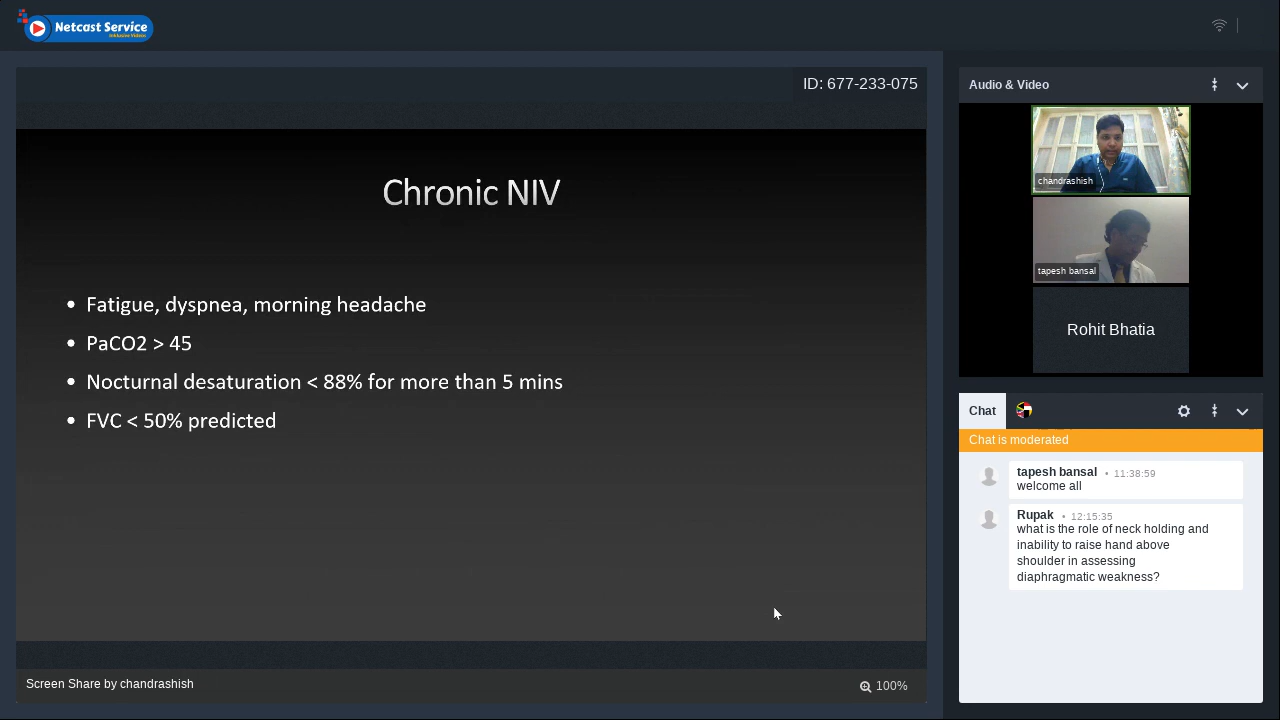 Netcast Service
Inklusive Videos
ID: 677-233-075
Chronic NIV
• Fatigue, dyspnea, morning headache
• PaCO2 > 45
• Nocturnal desaturation < 88% for more than 5 mins
• FVC < 50% predicted
Screen Share by chandrashish
100%
Audio & Video
chandrashish
tapesh bansal
Rohit Bhatia
Chat
Chat is moderated
tapesh bansal • 11:38:59
welcome all
Rupak • 12:15:35
what is the role of neck holding and
inability to raise hand above
shoulder in assessing
diaphragmatic weakness?